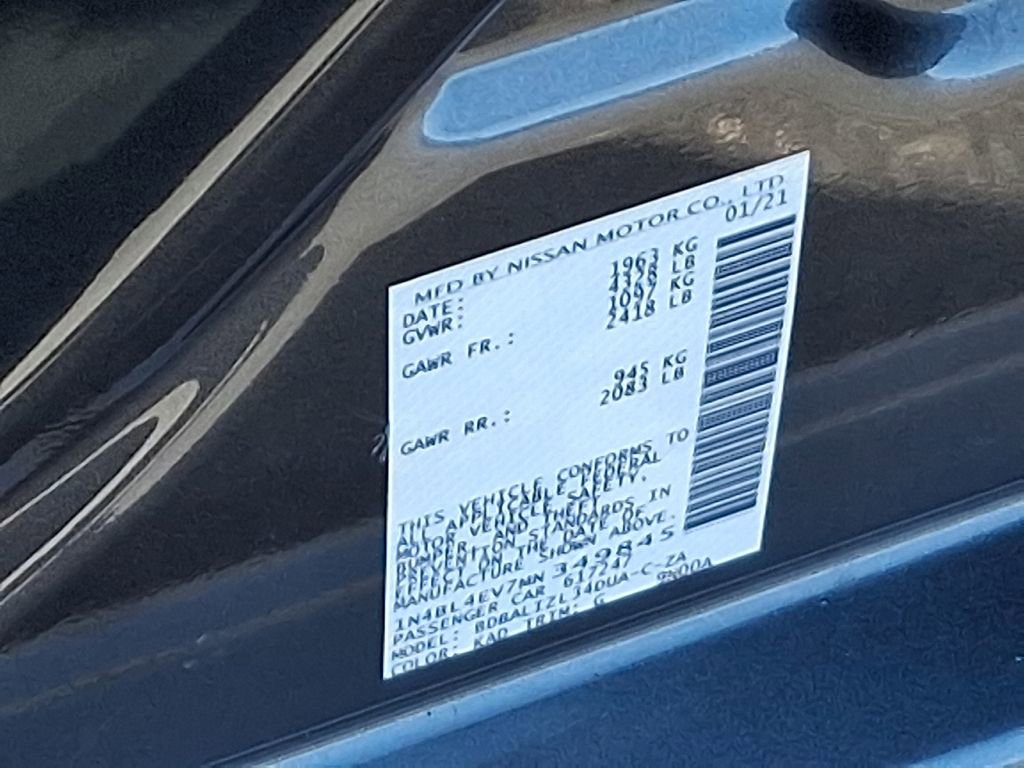 MFD BY NISSAN MOTOR CO., LTD
DATE: 01/21
GVWR: 1963 KG
4328 LB
GAWR FR.: 1097 KG
2418 LB
GAWR RR.: 945 KG
2083 LB
THIS VEHICLE CONFORMS TO
ALL APPLICABLE FEDERAL
MOTOR VEHICLE SAFETY,
BUMPER, AND THEFT
PREVENTION STANDARDS IN
EFFECT ON THE DATE OF
MANUFACTURE SHOWN ABOVE.
1N4BL4EV7MN 349845
PASSENGER CAR 617247
MODEL: BDBALIZL34DUA-C-ZA
COLOR: KAD TRIM: G